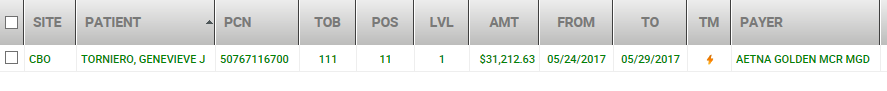 SITE PATIENT PCN TOB POS LVL AMT FROM TO TM PAYER
CBO TORNIERO, GENEVIEVE J 50767116700 111 11 1 $31,212.63 05/24/2017 05/29/2017 AETNA GOLDEN MCR MGD